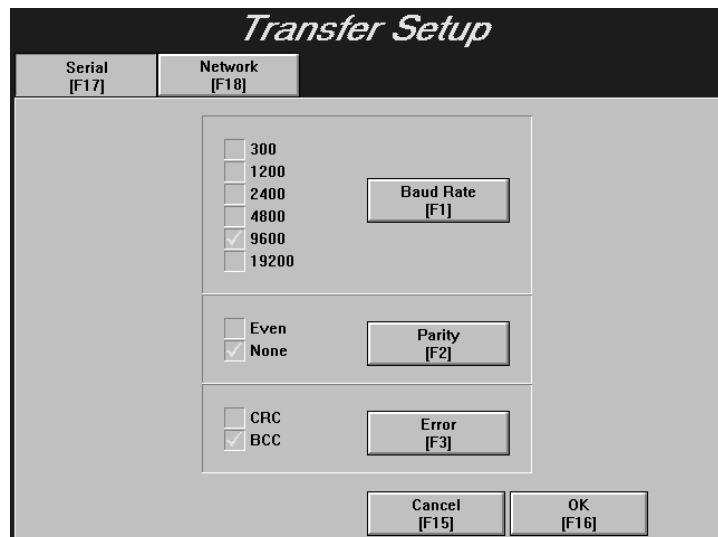 Transfer Setup
Serial
[F17]
Network
[F18]
300
1200
2400
4800
9600
19200
Baud Rate
[F1]
Even
None
Parity
[F2]
CRC
BCC
Error
[F3]
Cancel
[F15]
OK
[F16]